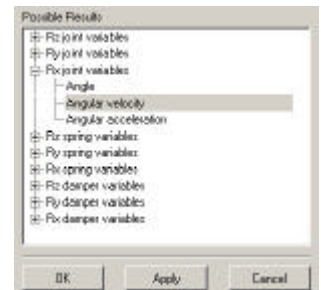 Possible Results
Rz joint variables
Ry joint variables
Rx joint variables
Angle
Angular velocity
Angular acceleration
Rz spring variables
Ry spring variables
Rx spring variables
Rz damper variables
Ry damper variables
Rx damper variables
OK
Apply
Cancel